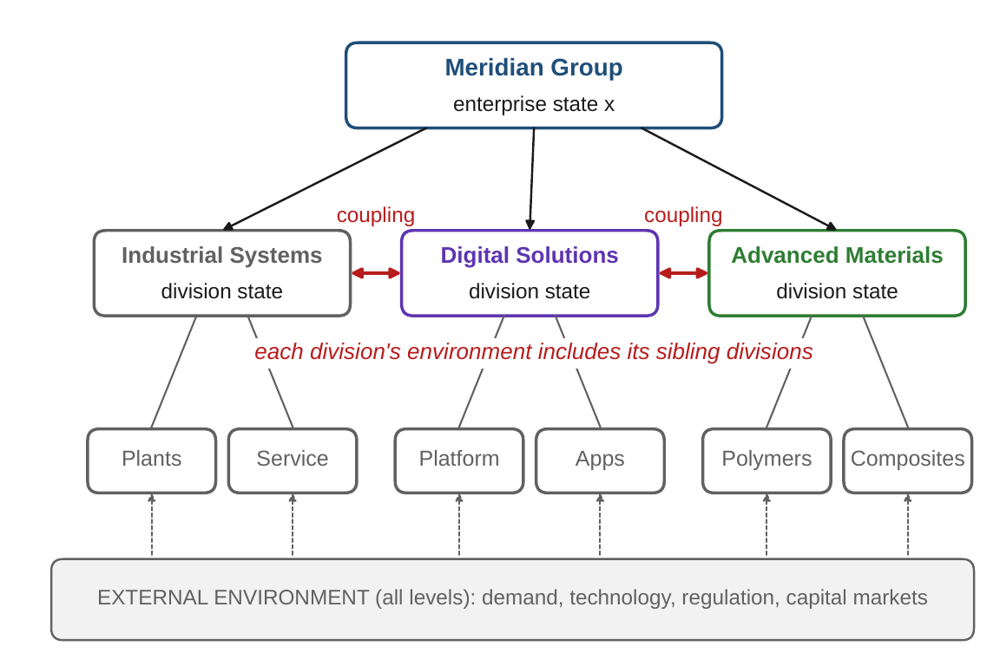 Meridian Group
enterprise state x
coupling
coupling
Industrial Systems
division state
Digital Solutions
division state
Advanced Materials
division state
each division's environment includes its sibling divisions
Plants
Service
Platform
Apps
Polymers
Composites
EXTERNAL ENVIRONMENT (all levels): demand, technology, regulation, capital markets